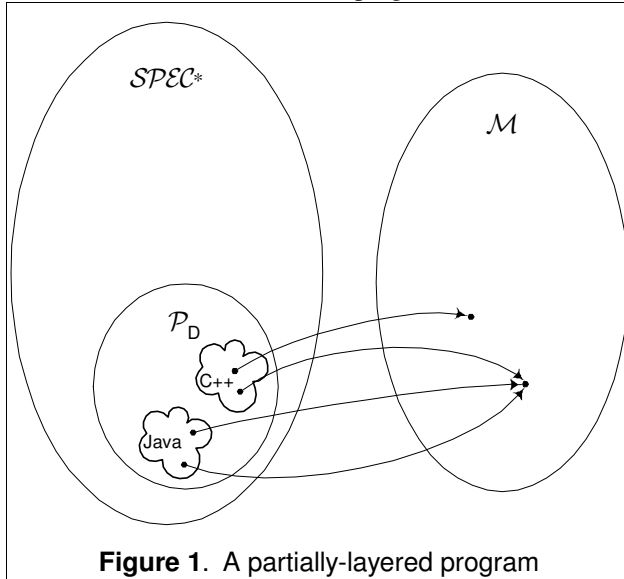 SPEC*
M
P_D
C++
Java
Figure 1. A partially-layered program